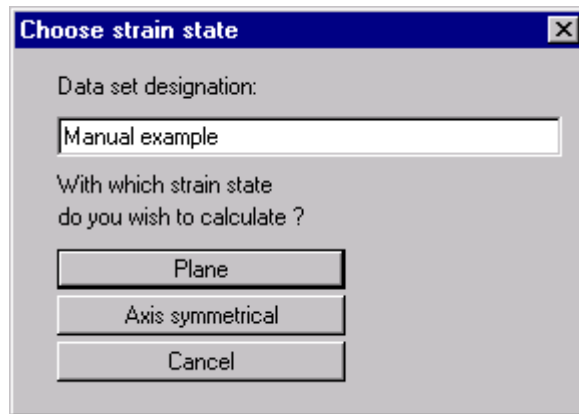 Choose strain state
Data set designation:
Manual example
With which strain state
do you wish to calculate ?
Plane
Axis symmetrical
Cancel